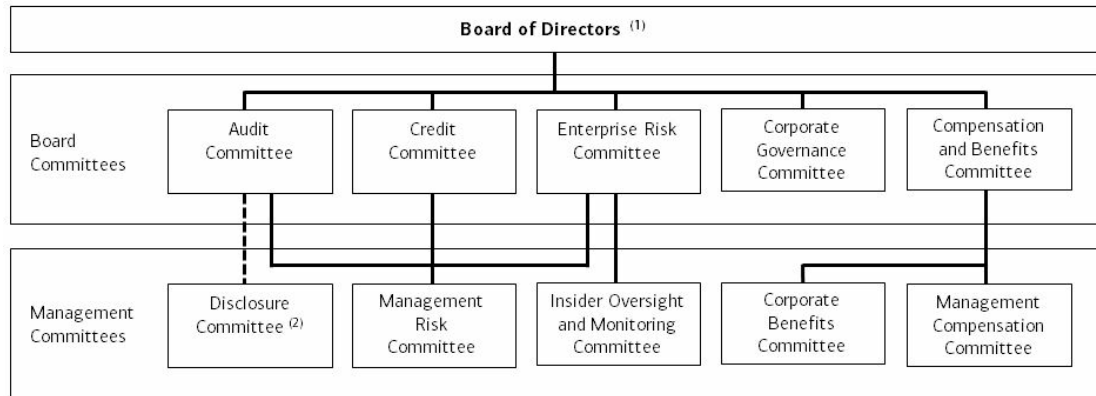 Board of Directors (1)
Board
Committees
Audit
Committee
Credit
Committee
Enterprise Risk
Committee
Corporate
Governance
Committee
Compensation
and Benefits
Committee
Management
Committees
Disclosure
Committee (2)
Management
Risk
Committee
Insider Oversight
and Monitoring
Committee
Corporate
Benefits
Committee
Management
Compensation
Committee